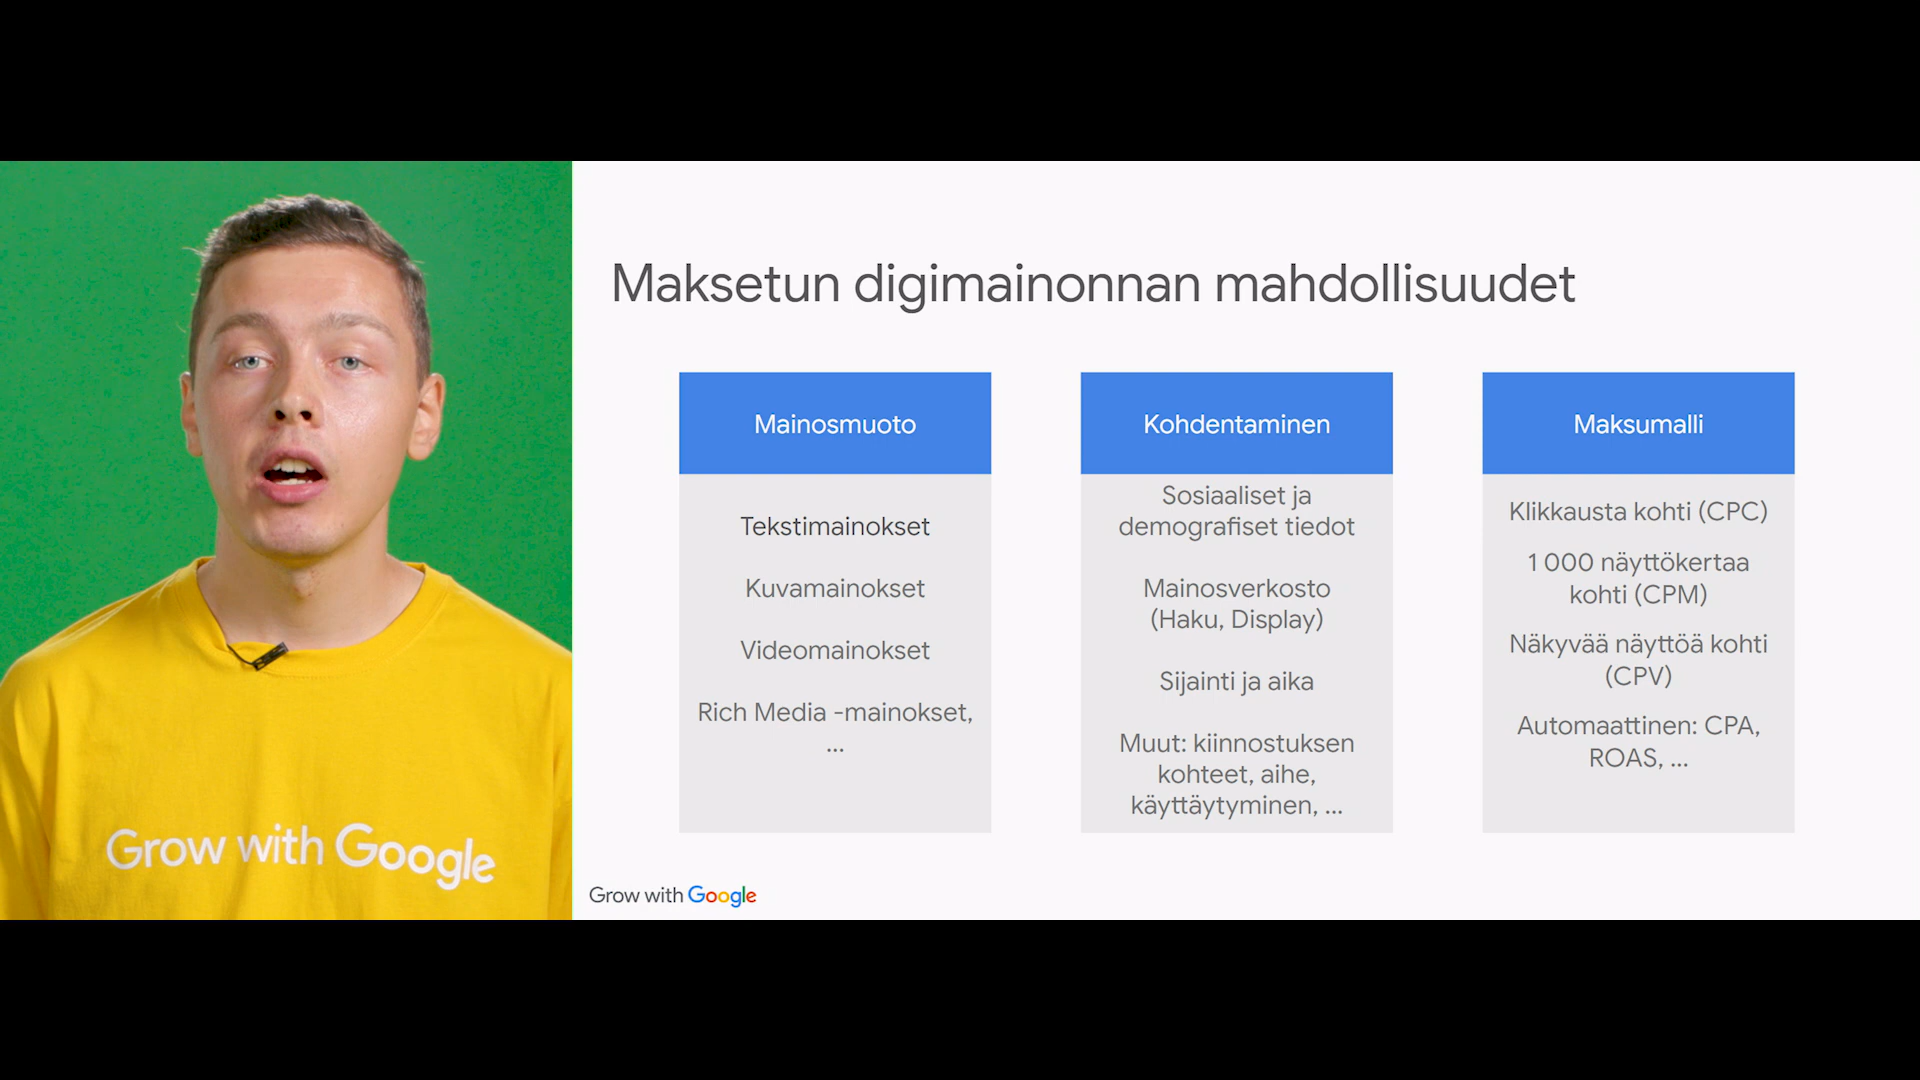 Maksetun digimainonnan mahdollisuudet
Mainosmuoto
Tekstimainokset
Kuvamainokset
Videomainokset
Rich Media -mainokset,
...
Kohdentaminen
Sosiaaliset ja
demografiset tiedot
Mainosverkosto
(Haku, Display)
Sijainti ja aika
Muut: kiinnostuksen
kohteet, aihe,
käyttäytyminen, ...
Maksumalli
Klikkausta kohti (CPC)
1 000 näyttökertaa
kohti (CPM)
Näkyvää näyttöä kohti
(CPV)
Automaattinen: CPA,
ROAS, ...
Grow with Google
Grow with Google